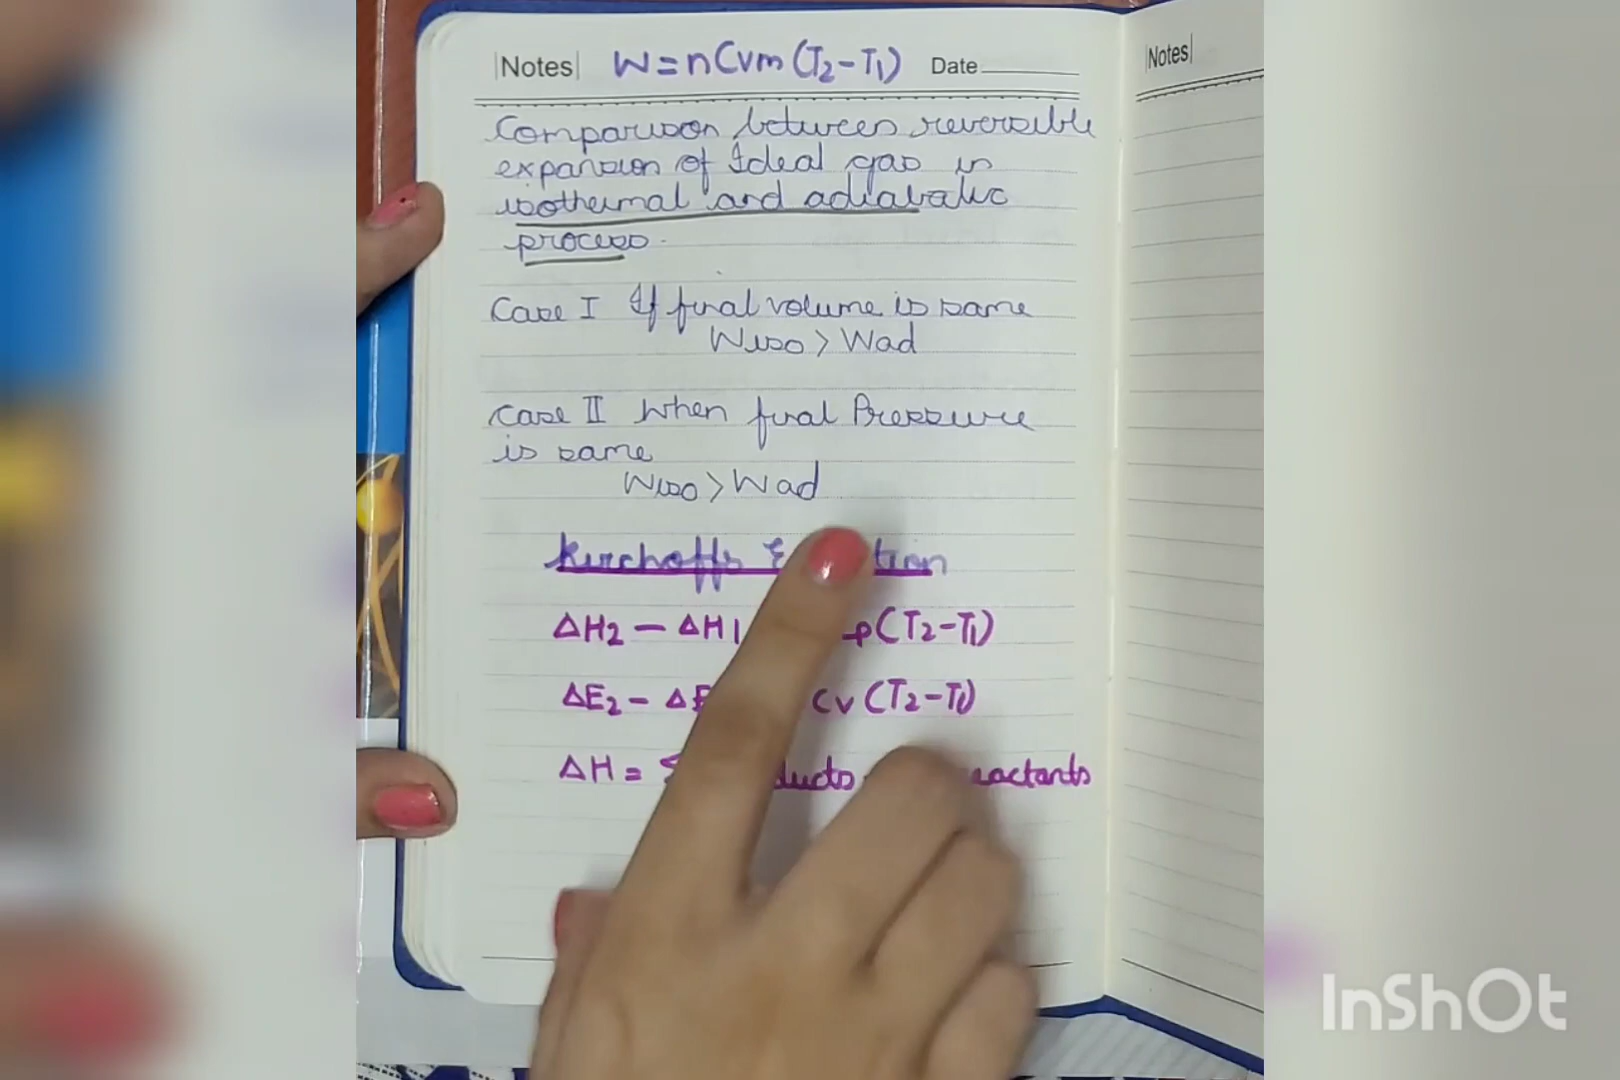 Notes W=nCvm(T2-T1) Date
Comparison between reversible
expansion of Ideal gas in
isothermal and adiabatic
process.
Case I If final volume is same
Wiso > Wad
Case II When final Pressure
is same
Wiso > Wad
Kirchoffs
ΔH2 - ΔH1 p(T2-T1)
ΔE2 - ΔE Cv(T2-T1)
ΔH =
Notes
InShOt